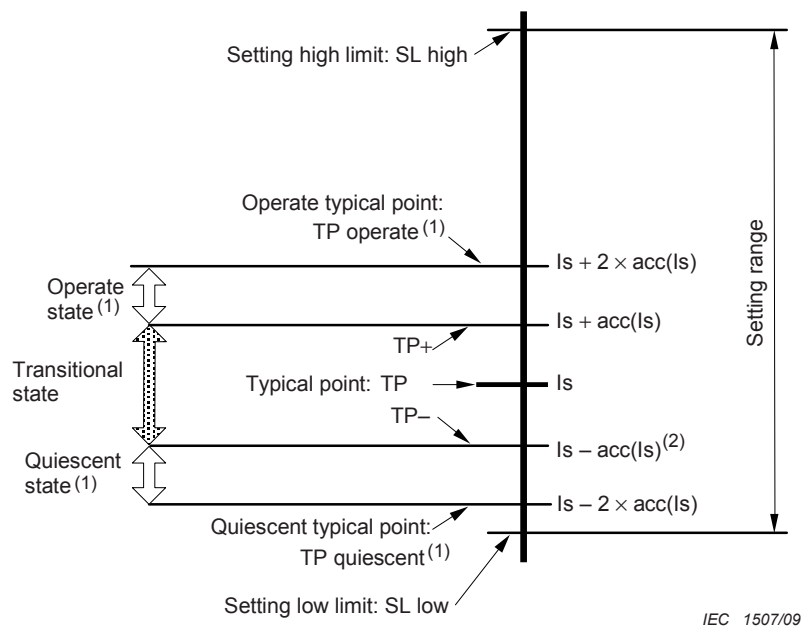 Setting high limit: SL high
Operate typical point:
TP operate (1)
Is + 2 × acc(Is)
Operate
state (1)
Is + acc(Is)
TP+
Setting range
Transitional
state
Typical point: TP
Is
TP–
Is – acc(Is)(2)
Quiescent
state (1)
Is – 2 × acc(Is)
Quiescent typical point:
TP quiescent(1)
Setting low limit: SL low
IEC 1507/09